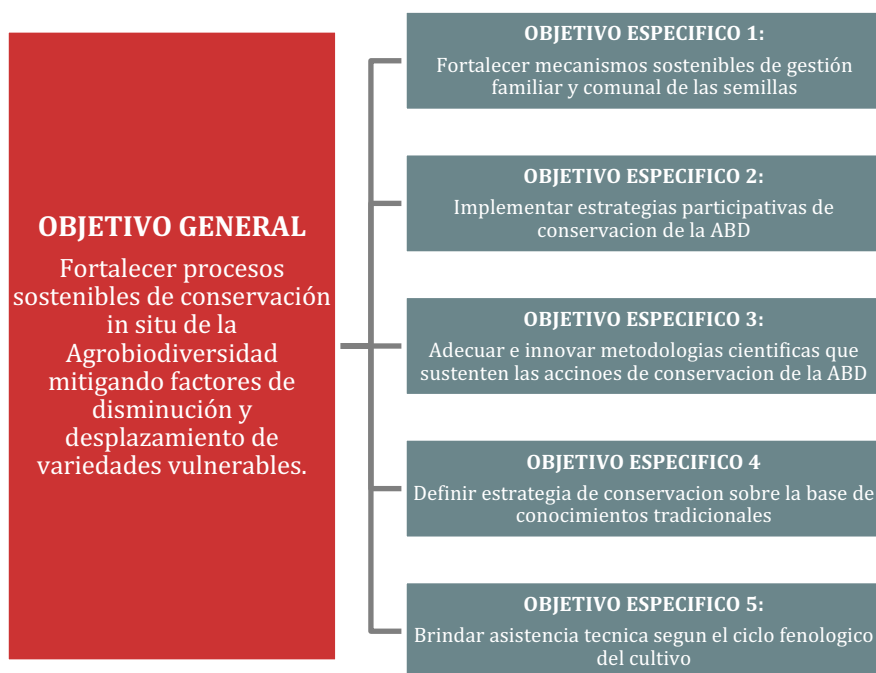 OBJETIVO GENERAL
Fortalecer procesos
sostenibles de conservación
in situ de la
Agrobiodiversidad
mitigando factores de
disminución y
desplazamiento de
variedades vulnerables.
OBJETIVO ESPECIFICO 1:
Fortalecer mecanismos sostenibles de gestión
familiar y comunal de las semillas
OBJETIVO ESPECIFICO 2:
Implementar estrategias participativas de
conservacion de la ABD
OBJETIVO ESPECIFICO 3:
Adecuar e innovar metodologias cientificas que
sustenten las accinoes de conservacion de la ABD
OBJETIVO ESPECIFICO 4
Definir estrategia de conservacion sobre la base de
conocimientos tradicionales
OBJETIVO ESPECIFICO 5:
Brindar asistencia tecnica segun el ciclo fenologico
del cultivo